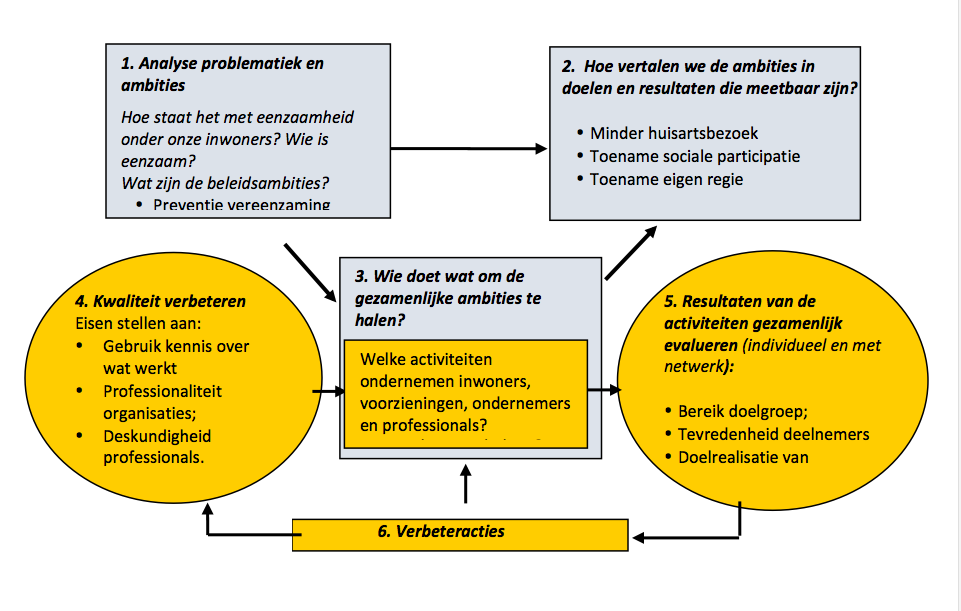 1. Analyse problematiek en
ambities
Hoe staat het met eenzaamheid
onder onze inwoners? Wie is
eenzaam?
Wat zijn de beleidsambities?
• Preventie vereenzaming
2. Hoe vertalen we de ambities in
doelen en resultaten die meetbaar zijn?
• Minder huisartsbezoek
• Toename sociale participatie
• Toename eigen regie
3. Wie doet wat om de
gezamenlijke ambities te
halen?
Welke activiteiten
ondernemen inwoners,
voorzieningen, ondernemers
en professionals?
4. Kwaliteit verbeteren
Eisen stellen aan:
• Gebruik kennis over
wat werkt
• Professionaliteit
organisaties;
• Deskundigheid
professionals.
5. Resultaten van de
activiteiten gezamenlijk
evalueren (individueel en met
netwerk):
• Bereik doelgroep;
• Tevredenheid deelnemers
• Doelrealisatie van
6. Verbeteracties